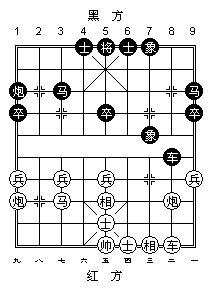 黑 方
1 2 3 4 5 6 7 8 9
士 将 士 象
炮 马 马
卒 卒 卒
象
车
兵 兵 兵 兵
炮 马 相 炮
士
帅 士 相 车
九 八 七 六 五 四 三 二 一
红 方